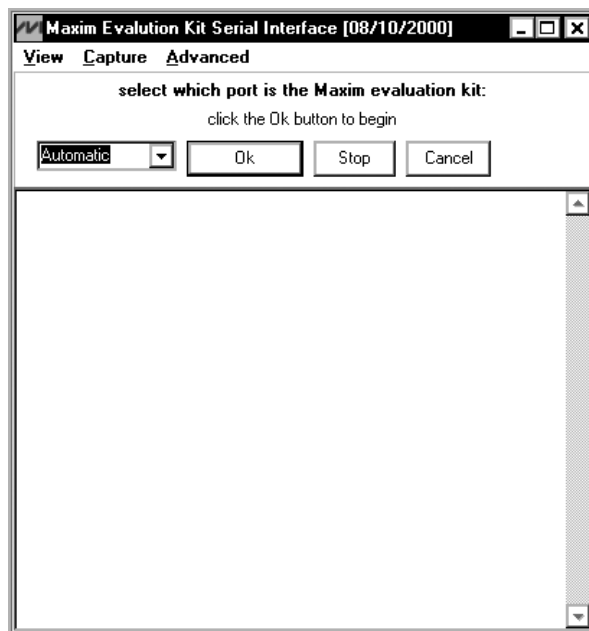 Maxim Evalution Kit Serial Interface [08/10/2000]
View Capture Advanced
select which port is the Maxim evaluation kit:
click the Ok button to begin
Automatic Ok Stop Cancel